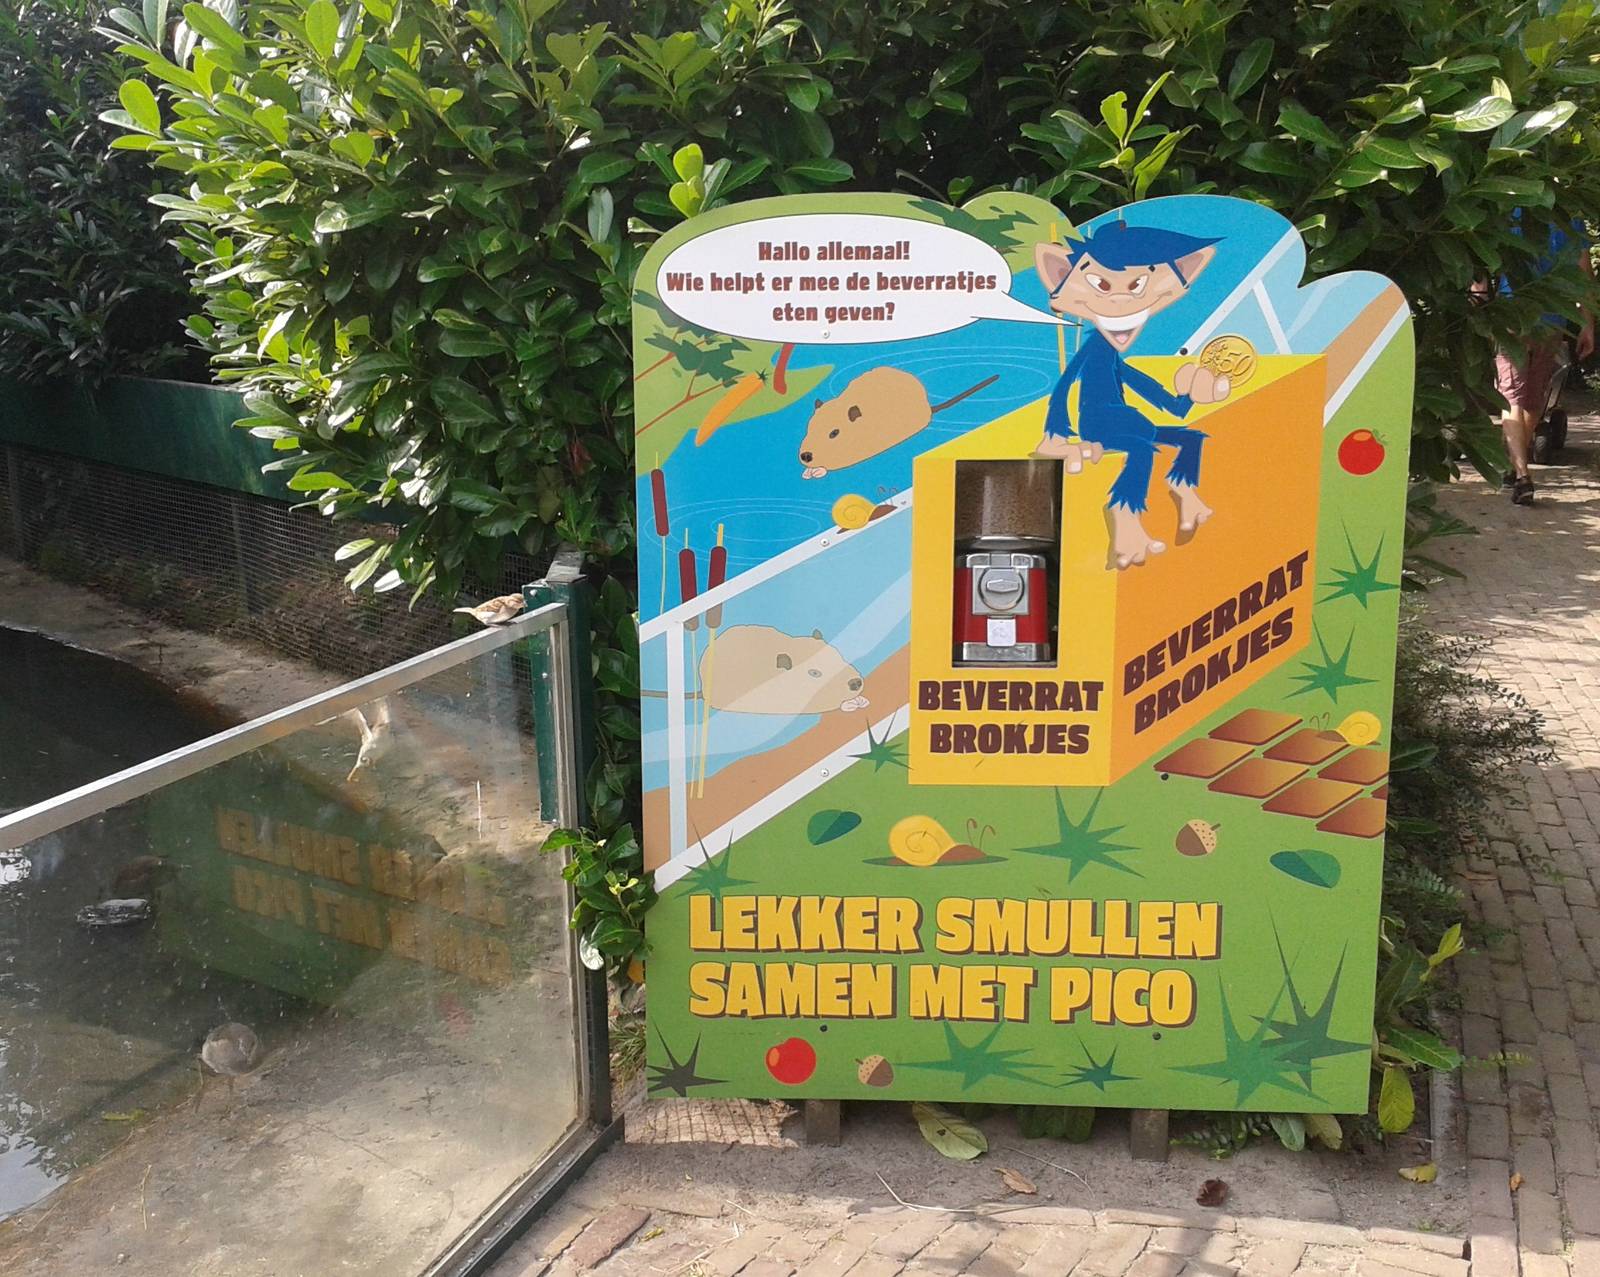 Hallo allemaal!
Wie helpt er mee de beverratjes
eten geven?
50
BEVERRAT
BROKJES
BEVERRAT
BROKJES
LEKKER SMULLEN
SAMEN MET PICO